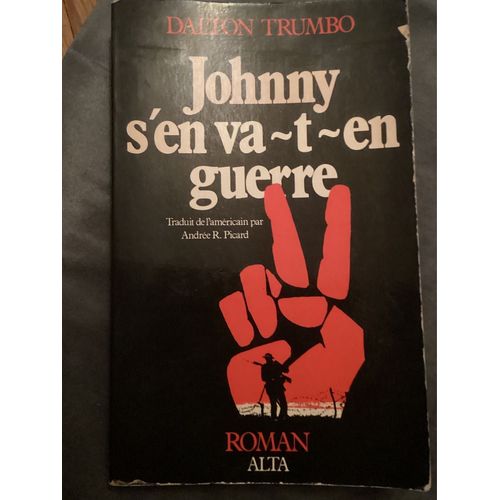 DALTON TRUMBO
Johnny
s'en va~t~en
guerre
Traduit de l'américain par
Andrée R. Picard
ROMAN
ALTA